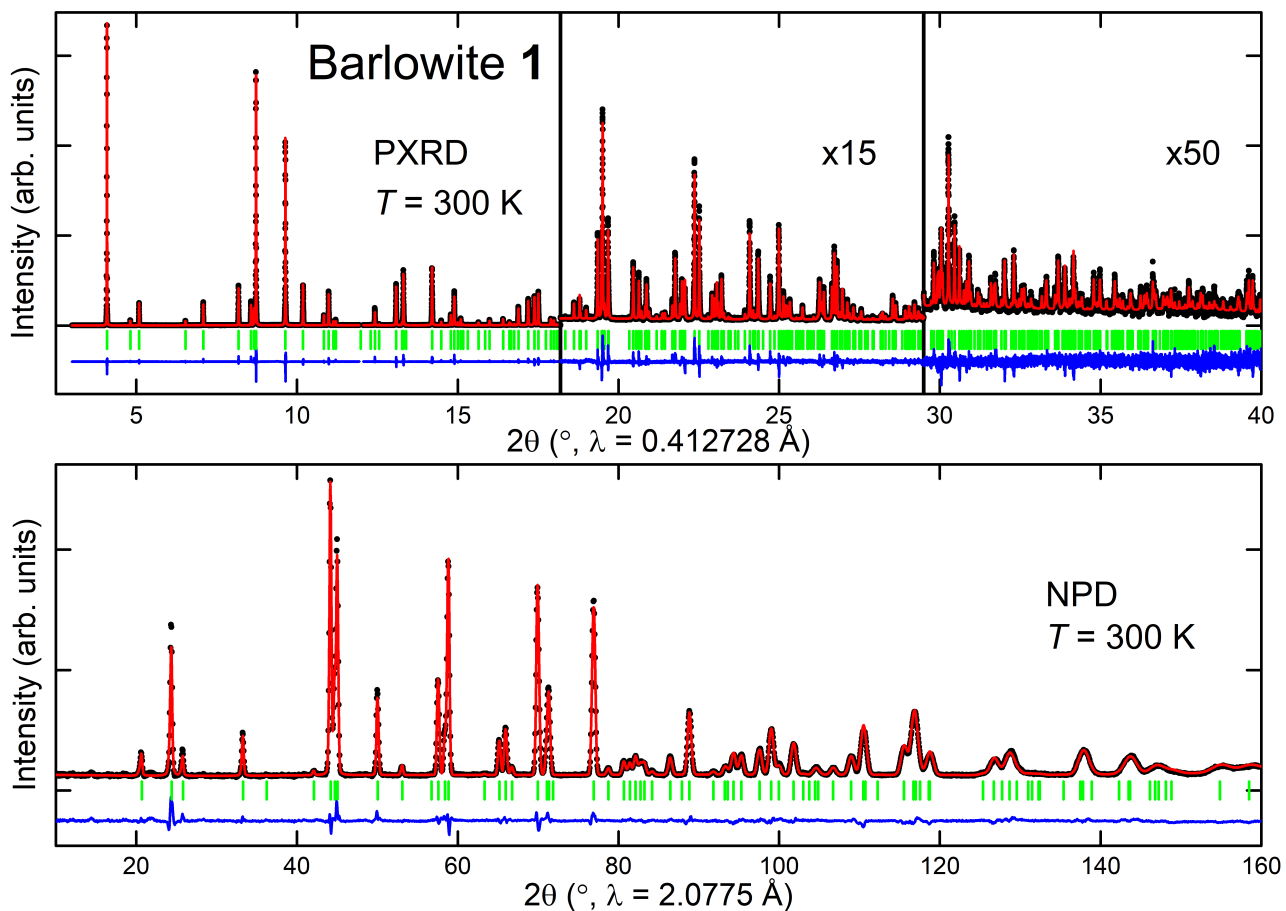 Intensity (arb. units)
Barlowite 1
PXRD
T = 300 K
x15
x50
5 10 15 20 25 30 35 40
2θ (°, λ = 0.412728 Å)
Intensity (arb. units)
NPD
T = 300 K
20 40 60 80 100 120 140 160
2θ (°, λ = 2.0775 Å)